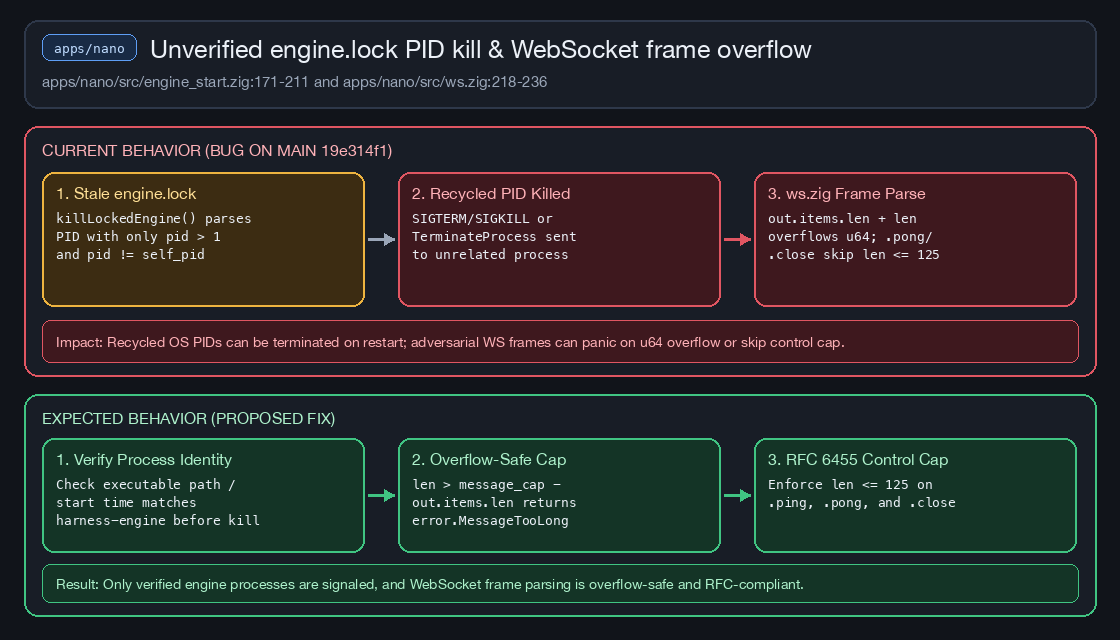 apps/nano
Unverified engine.lock PID kill & WebSocket frame overflow
apps/nano/src/engine_start.zig:171-211 and apps/nano/src/ws.zig:218-236
CURRENT BEHAVIOR (BUG ON MAIN 19e314f1)
1. Stale engine.lock
killLockedEngine() parses
PID with only pid > 1
and pid != self_pid
2. Recycled PID Killed
SIGTERM/SIGKILL or
TerminateProcess sent
to unrelated process
3. ws.zig Frame Parse
out.items.len + len
overflows u64; .pong/
.close skip len <= 125
Impact: Recycled OS PIDs can be terminated on restart; adversarial WS frames can panic on u64 overflow or skip control cap.
EXPECTED BEHAVIOR (PROPOSED FIX)
1. Verify Process Identity
Check executable path /
start time matches
harness-engine before kill
2. Overflow-Safe Cap
len > message_cap -
out.items.len returns
error.MessageTooLong
3. RFC 6455 Control Cap
Enforce len <= 125 on
.ping, .pong, and .close
Result: Only verified engine processes are signaled, and WebSocket frame parsing is overflow-safe and RFC-compliant.